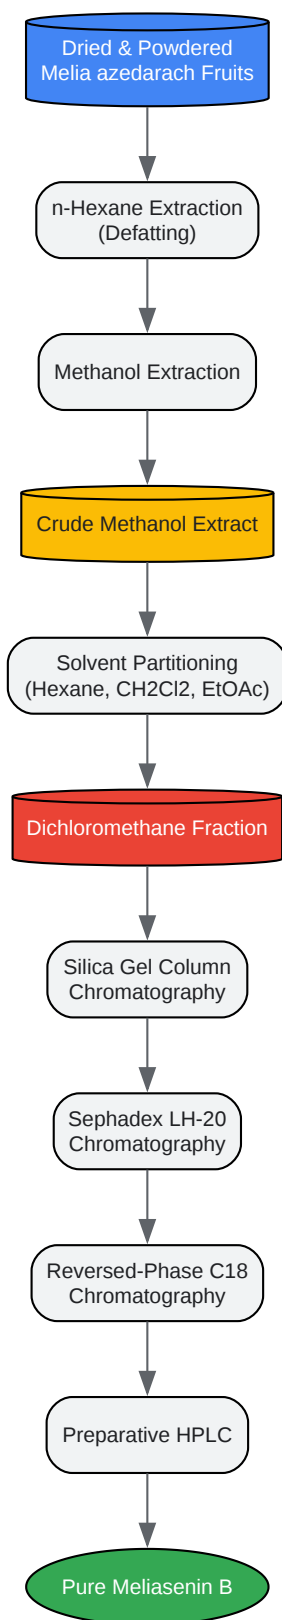 Dried & Powdered
Melia azedarach Fruits
n-Hexane Extraction
(Defatting)
Methanol Extraction
Crude Methanol Extract
Solvent Partitioning
(Hexane, CH2Cl2, EtOAc)
Dichloromethane Fraction
Silica Gel Column
Chromatography
Sephadex LH-20
Chromatography
Reversed-Phase C18
Chromatography
Preparative HPLC
Pure Meliasenin B